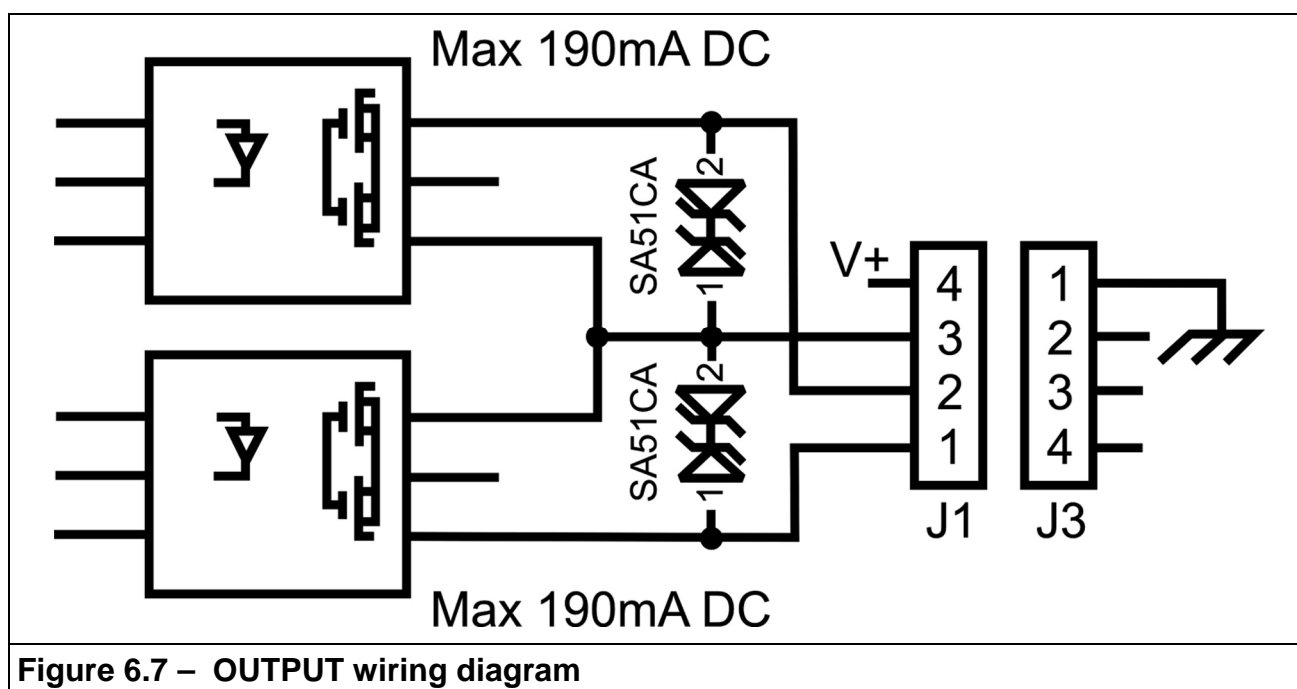 Max 190mA DC
SA51CA
2
1
SA51CA
2
1
V+
4
3
2
1
J1
1
2
3
4
J3
Max 190mA DC
Figure 6.7 – OUTPUT wiring diagram